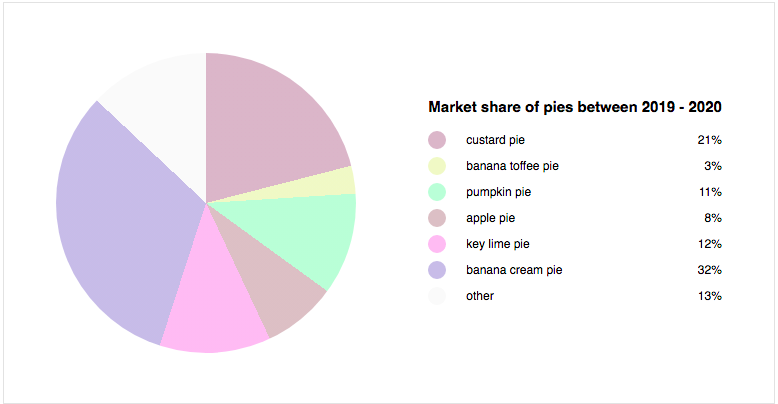 Market share of pies between 2019 - 2020
custard pie 21%
banana toffee pie 3%
pumpkin pie 11%
apple pie 8%
key lime pie 12%
banana cream pie 32%
other 13%